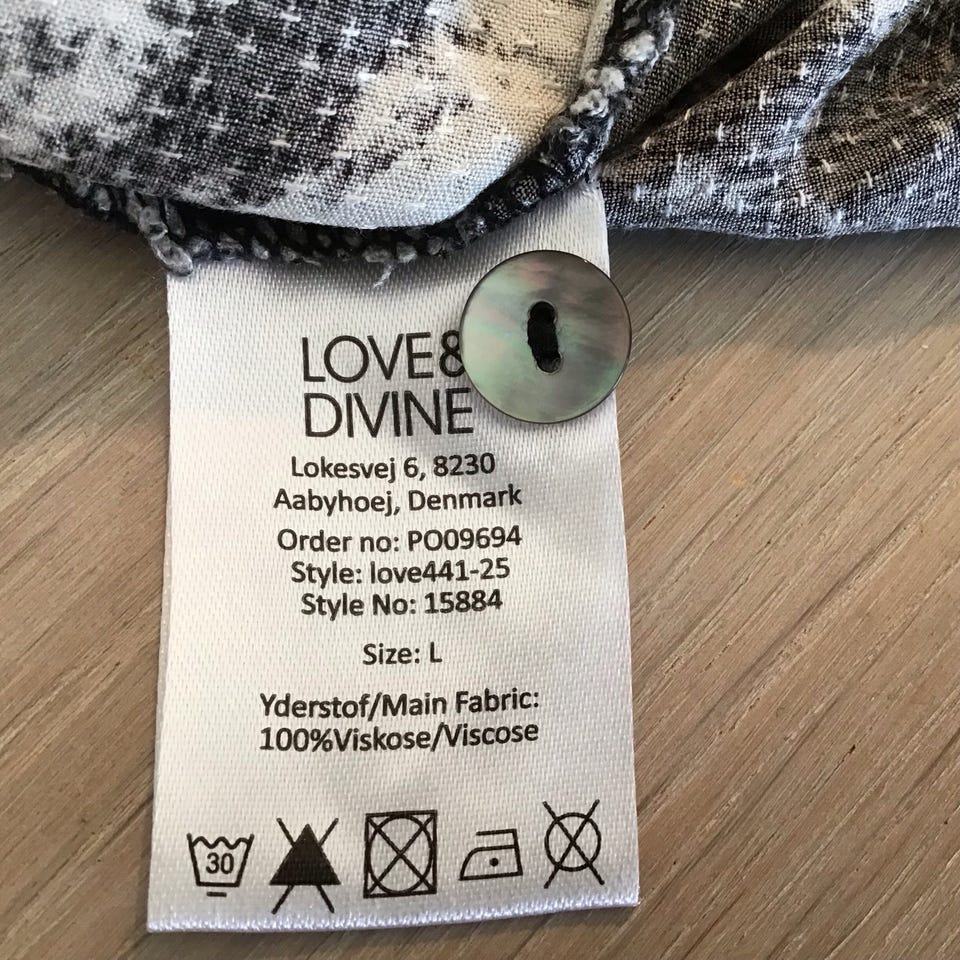 LOVE&
DIVINE
Lokesvej 6, 8230
Aabyhoej, Denmark
Order no: PO09694
Style: love441-25
Style No: 15884
Size: L
Yderstof/Main Fabric:
100%Viskose/Viscose
30